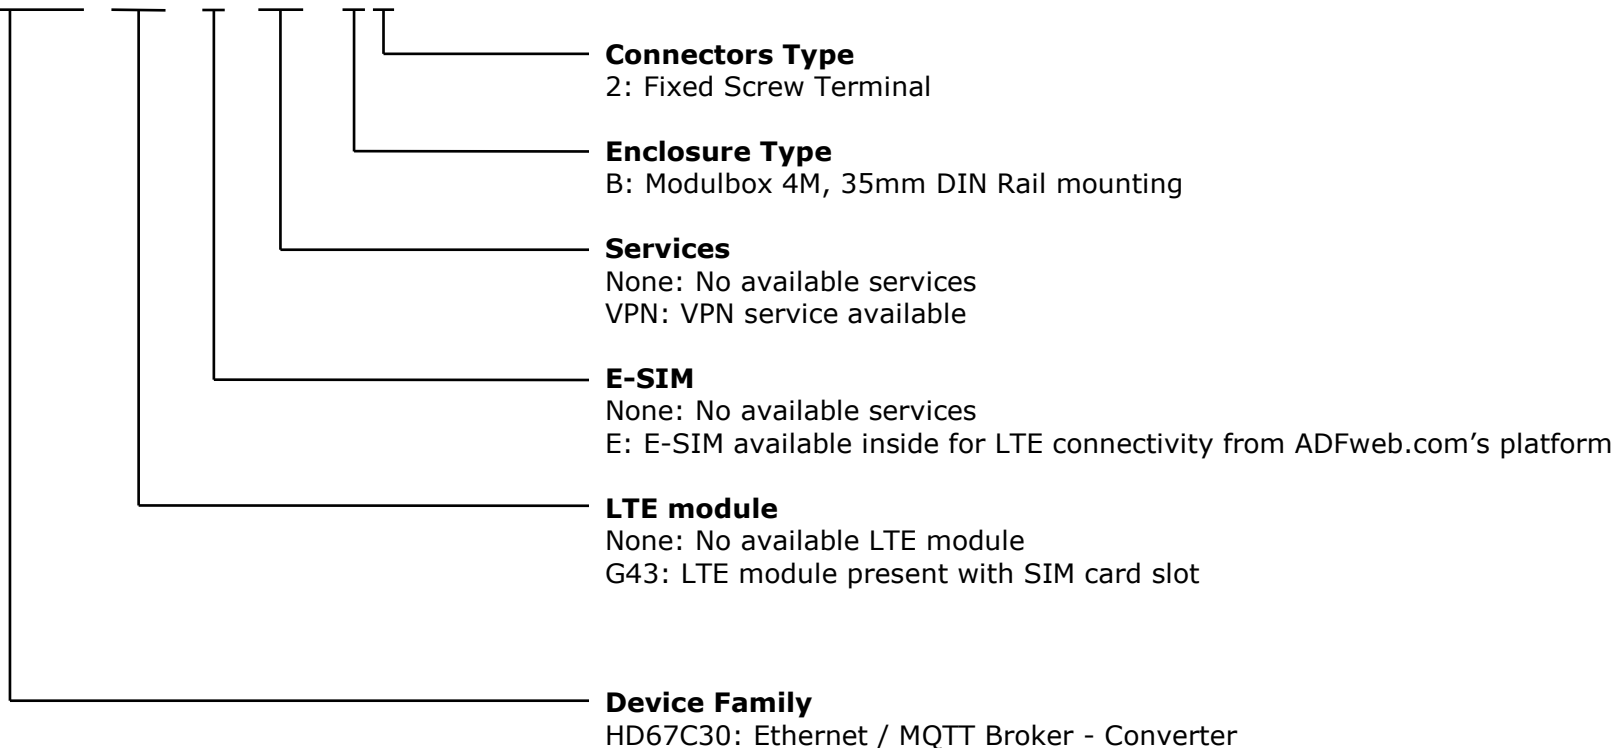 Connectors Type
2: Fixed Screw Terminal
Enclosure Type
B: Modulbox 4M, 35mm DIN Rail mounting
Services
None: No available services
VPN: VPN service available
E-SIM
None: No available services
E: E-SIM available inside for LTE connectivity from ADFweb.com’s platform
LTE module
None: No available LTE module
G43: LTE module present with SIM card slot
Device Family
HD67C30: Ethernet / MQTT Broker - Converter